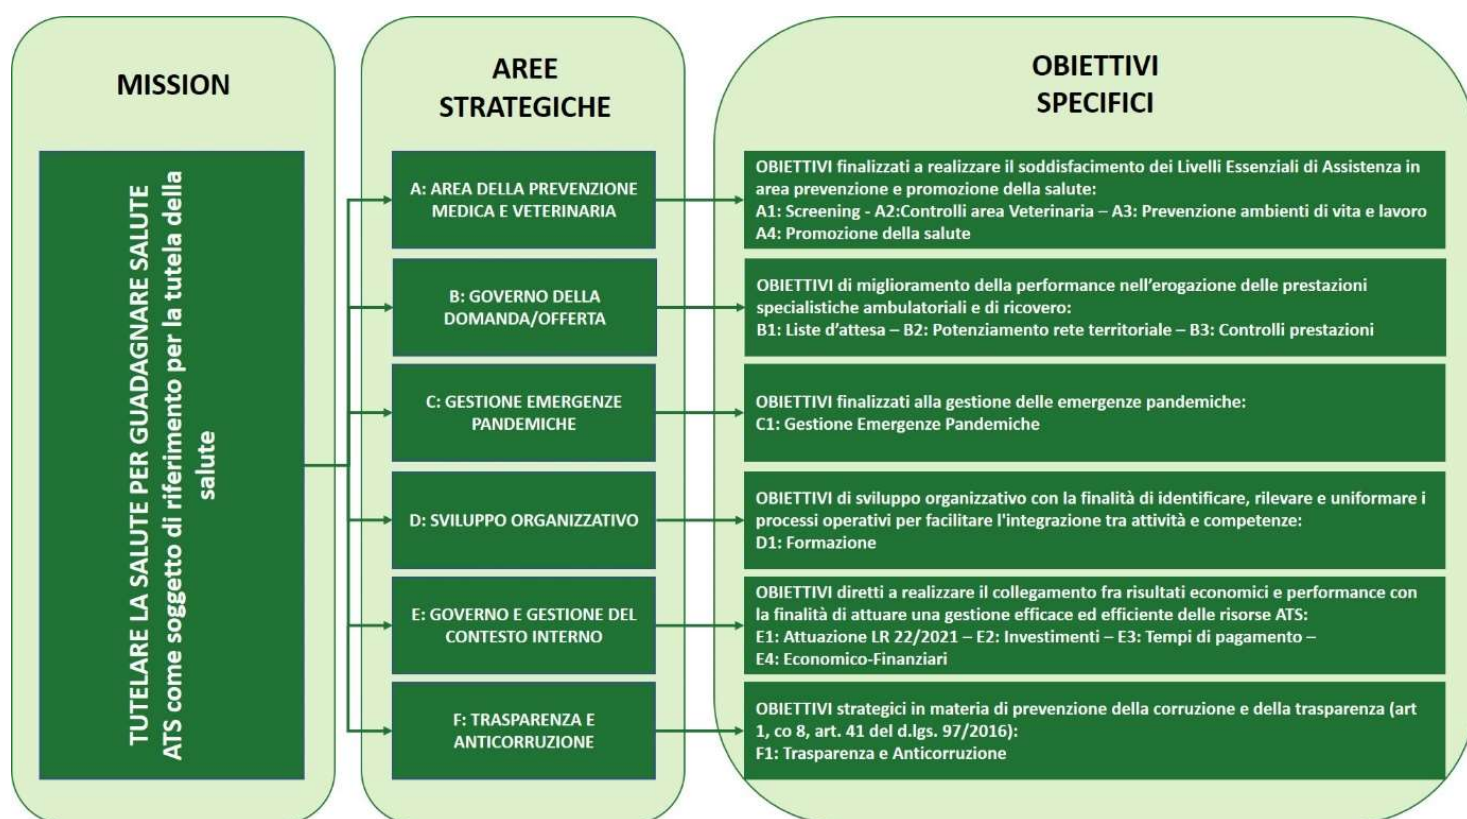 MISSION
TUTELARE LA SALUTE PER GUADAGNARE SALUTE
ATS come soggetto di riferimento per la tutela della
salute
AREE
STRATEGICHE
A: AREA DELLA PREVENZIONE
MEDICA E VETERINARIA
B: GOVERNO DELLA
DOMANDA/OFFERTA
C: GESTIONE EMERGENZE
PANDEMICHE
D: SVILUPPO ORGANIZZATIVO
E: GOVERNO E GESTIONE DEL
CONTESTO INTERNO
F: TRASPARENZA E
ANTICORRUZIONE
OBIETTIVI
SPECIFICI
OBIETTIVI finalizzati a realizzare il soddisfacimento dei Livelli Essenziali di Assistenza in
area prevenzione e promozione della salute:
A1: Screening - A2:Controlli area Veterinaria – A3: Prevenzione ambienti di vita e lavoro
A4: Promozione della salute
OBIETTIVI di miglioramento della performance nell’erogazione delle prestazioni
specialistiche ambulatoriali e di ricovero:
B1: Liste d’attesa – B2: Potenziamento rete territoriale – B3: Controlli prestazioni
OBIETTIVI finalizzati alla gestione delle emergenze pandemiche:
C1: Gestione Emergenze Pandemiche
OBIETTIVI di sviluppo organizzativo con la finalità di identificare, rilevare e uniformare i
processi operativi per facilitare l'integrazione tra attività e competenze:
D1: Formazione
OBIETTIVI diretti a realizzare il collegamento fra risultati economici e performance con
la finalità di attuare una gestione efficace ed efficiente delle risorse ATS:
E1: Attuazione LR 22/2021 – E2: Investimenti – E3: Tempi di pagamento –
E4: Economico-Finanziari
OBIETTIVI strategici in materia di prevenzione della corruzione e della trasparenza (art
1, co 8, art. 41 del d.lgs. 97/2016):
F1: Trasparenza e Anticorruzione